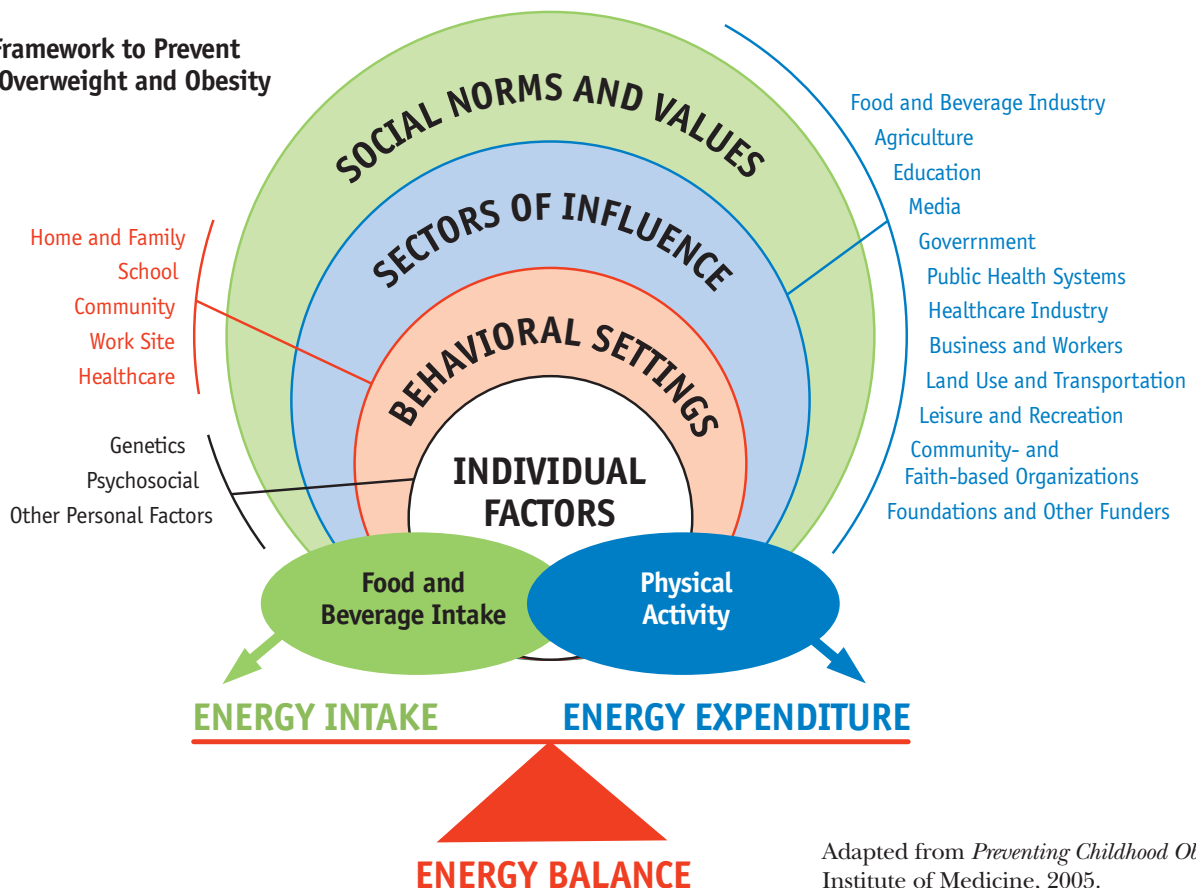 Framework to Prevent
Overweight and Obesity
SOCIAL NORMS AND VALUES
SECTORS OF INFLUENCE
BEHAVIORAL SETTINGS
INDIVIDUAL
FACTORS
Home and Family
School
Community
Work Site
Healthcare
Genetics
Psychosocial
Other Personal Factors
Food and Beverage Industry
Agriculture
Education
Media
Goverrnment
Public Health Systems
Healthcare Industry
Business and Workers
Land Use and Transportation
Leisure and Recreation
Community- and
Faith-based Organizations
Foundations and Other Funders
Food and
Beverage Intake
Physical
Activity
ENERGY INTAKE
ENERGY EXPENDITURE
ENERGY BALANCE
Adapted from Preventing Childhood
Institute of Medicine, 2005.